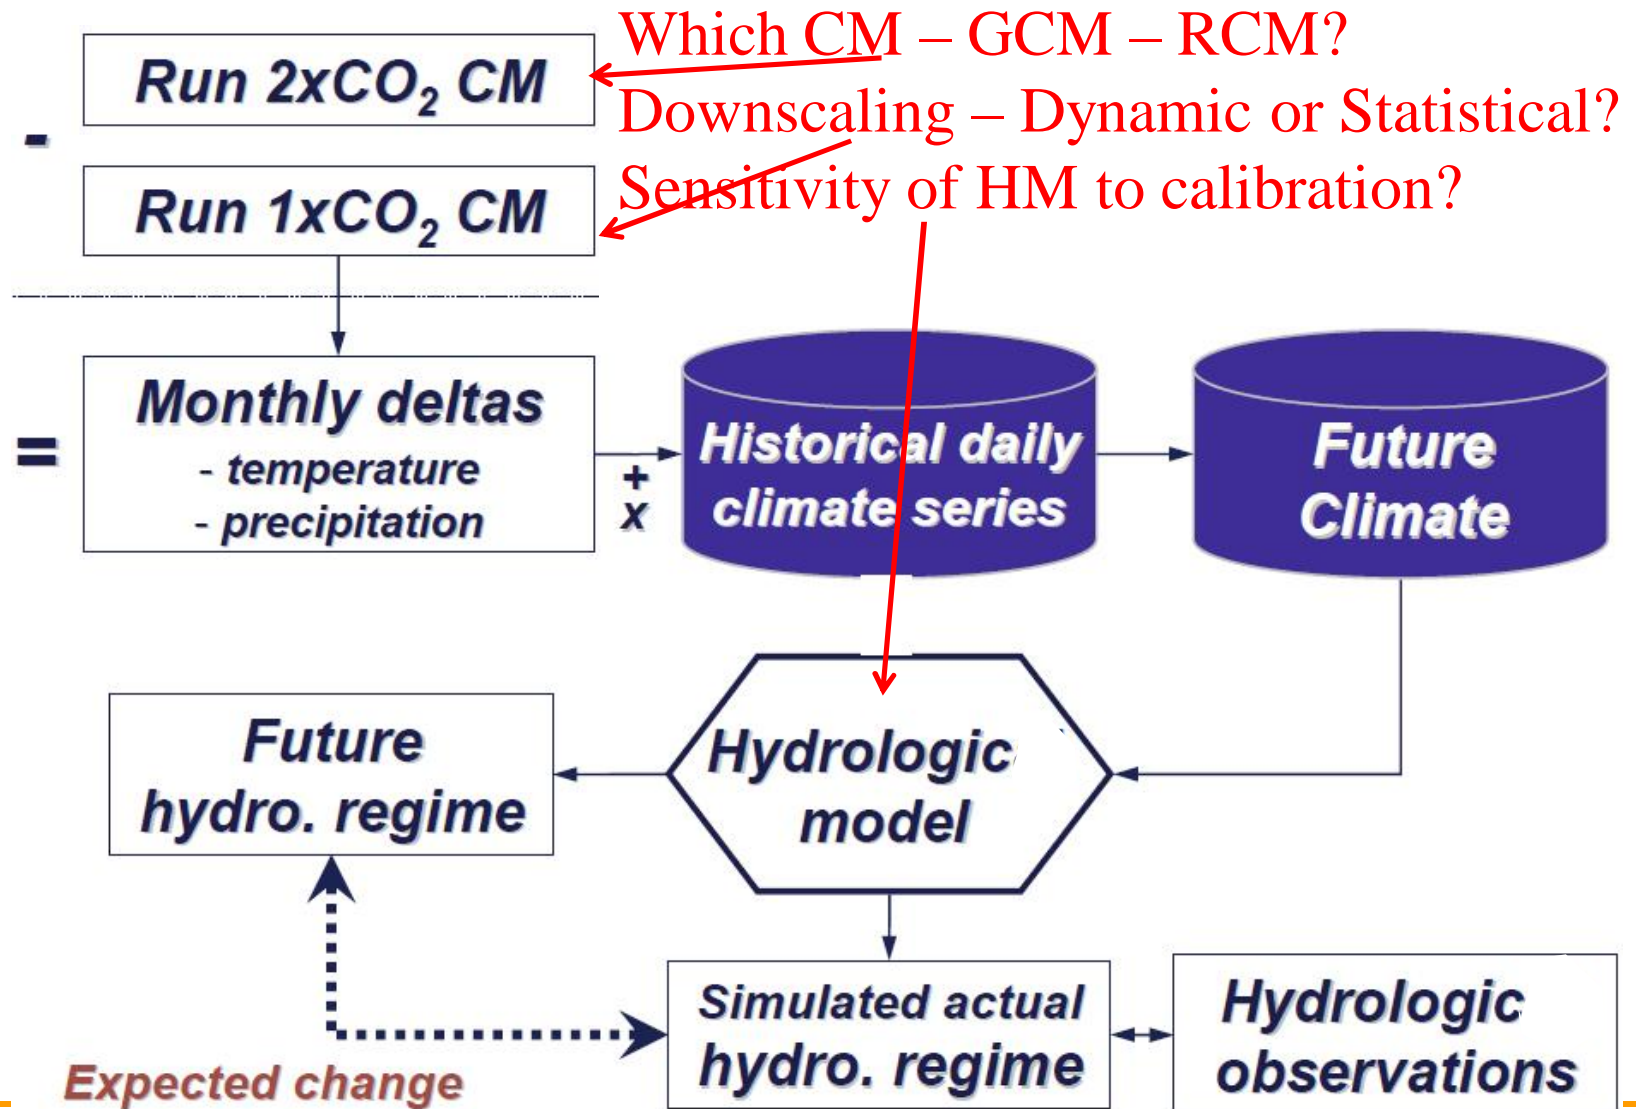 Which CM – GCM – RCM?
Run 2xCO₂ CM
Downscaling – Dynamic or Statistical?
-
Sensitivity of HM to calibration?
Run 1xCO₂ CM
=
Monthly deltas
- temperature
- precipitation
+
x
Historical daily
climate series
Future
Climate
Future
hydro. regime
Hydrologic
model
Simulated actual
hydro. regime
Hydrologic
observations
Expected change